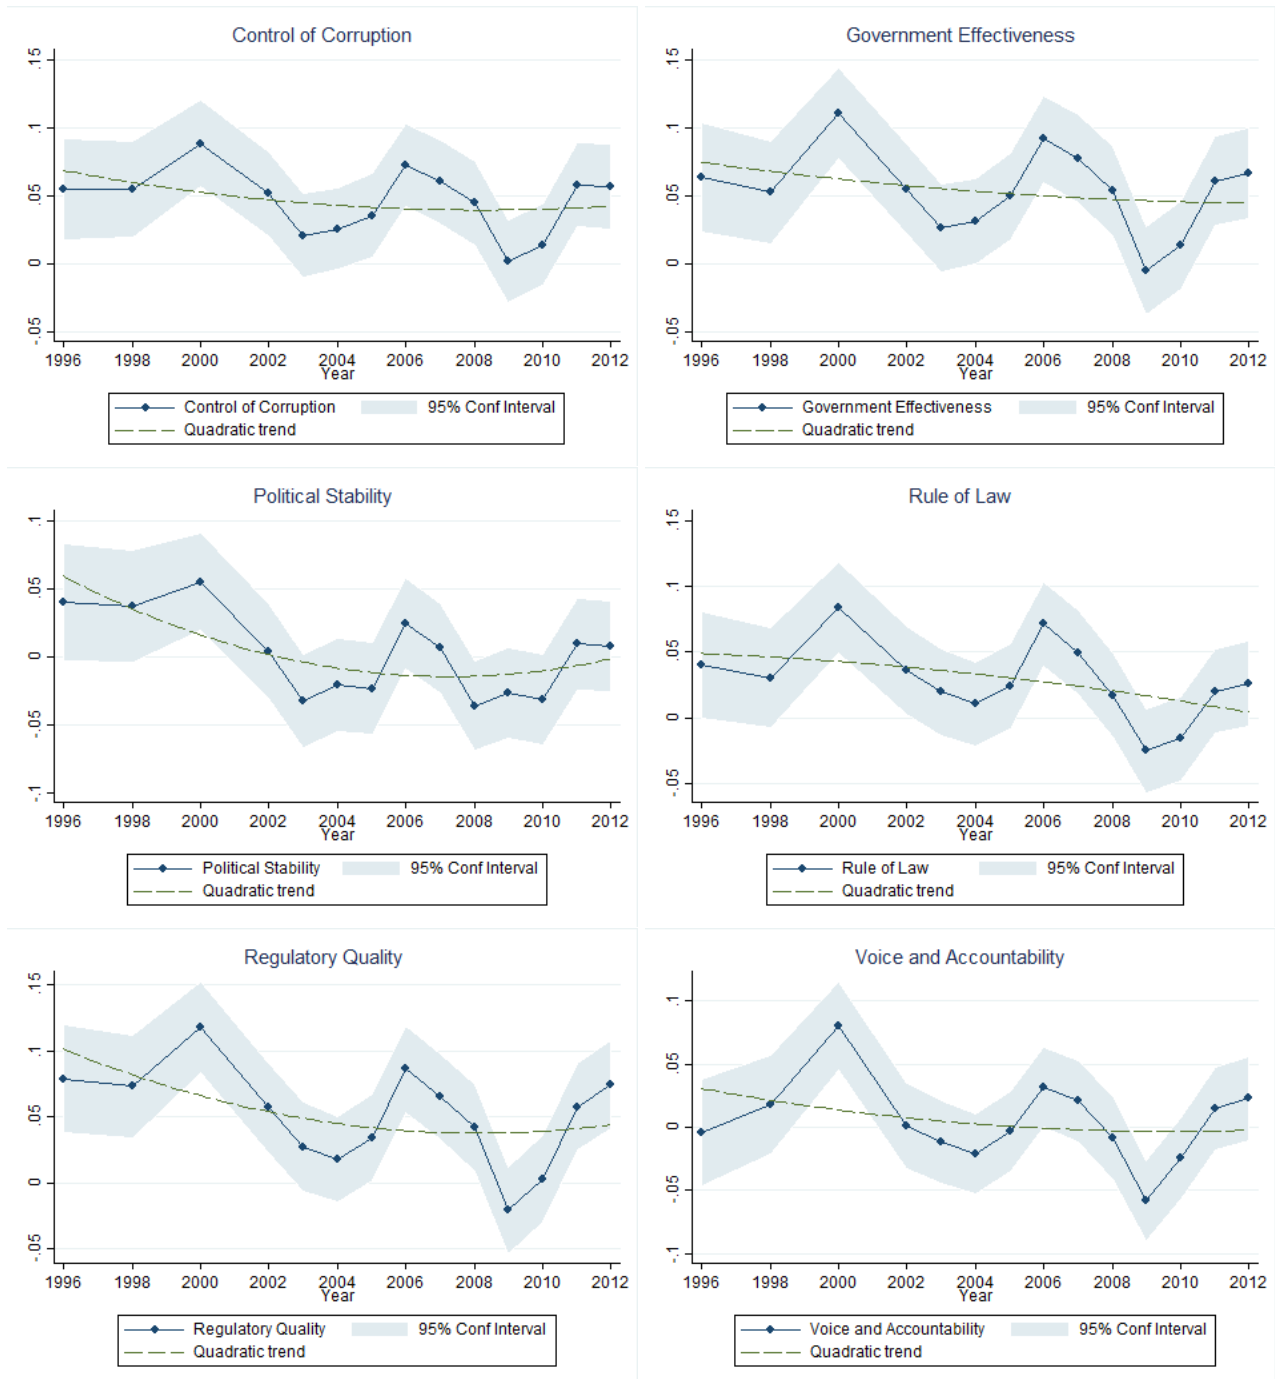 Control of Corruption
.15
.1
.05
0
-.05
1996 1998 2000 2002 2004 2006 2008 2010 2012
Year
Control of Corruption 95% Conf Interval
Quadratic trend
Government Effectiveness
.15
.1
.05
0
-.05
1996 1998 2000 2002 2004 2006 2008 2010 2012
Year
Government Effectiveness 95% Conf Interval
Quadratic trend
Political Stability
.1
.05
0
-.05
-.1
1996 1998 2000 2002 2004 2006 2008 2010 2012
Year
Political Stability 95% Conf Interval
Quadratic trend
Rule of Law
.15
.1
.05
0
-.05
1996 1998 2000 2002 2004 2006 2008 2010 2012
Year
Rule of Law 95% Conf Interval
Quadratic trend
Regulatory Quality
.15
.1
.05
0
-.05
1996 1998 2000 2002 2004 2006 2008 2010 2012
Year
Regulatory Quality 95% Conf Interval
Quadratic trend
Voice and Accountability
.1
.05
0
-.05
-.1
1996 1998 2000 2002 2004 2006 2008 2010 2012
Year
Voice and Accountability 95% Conf Interval
Quadratic trend